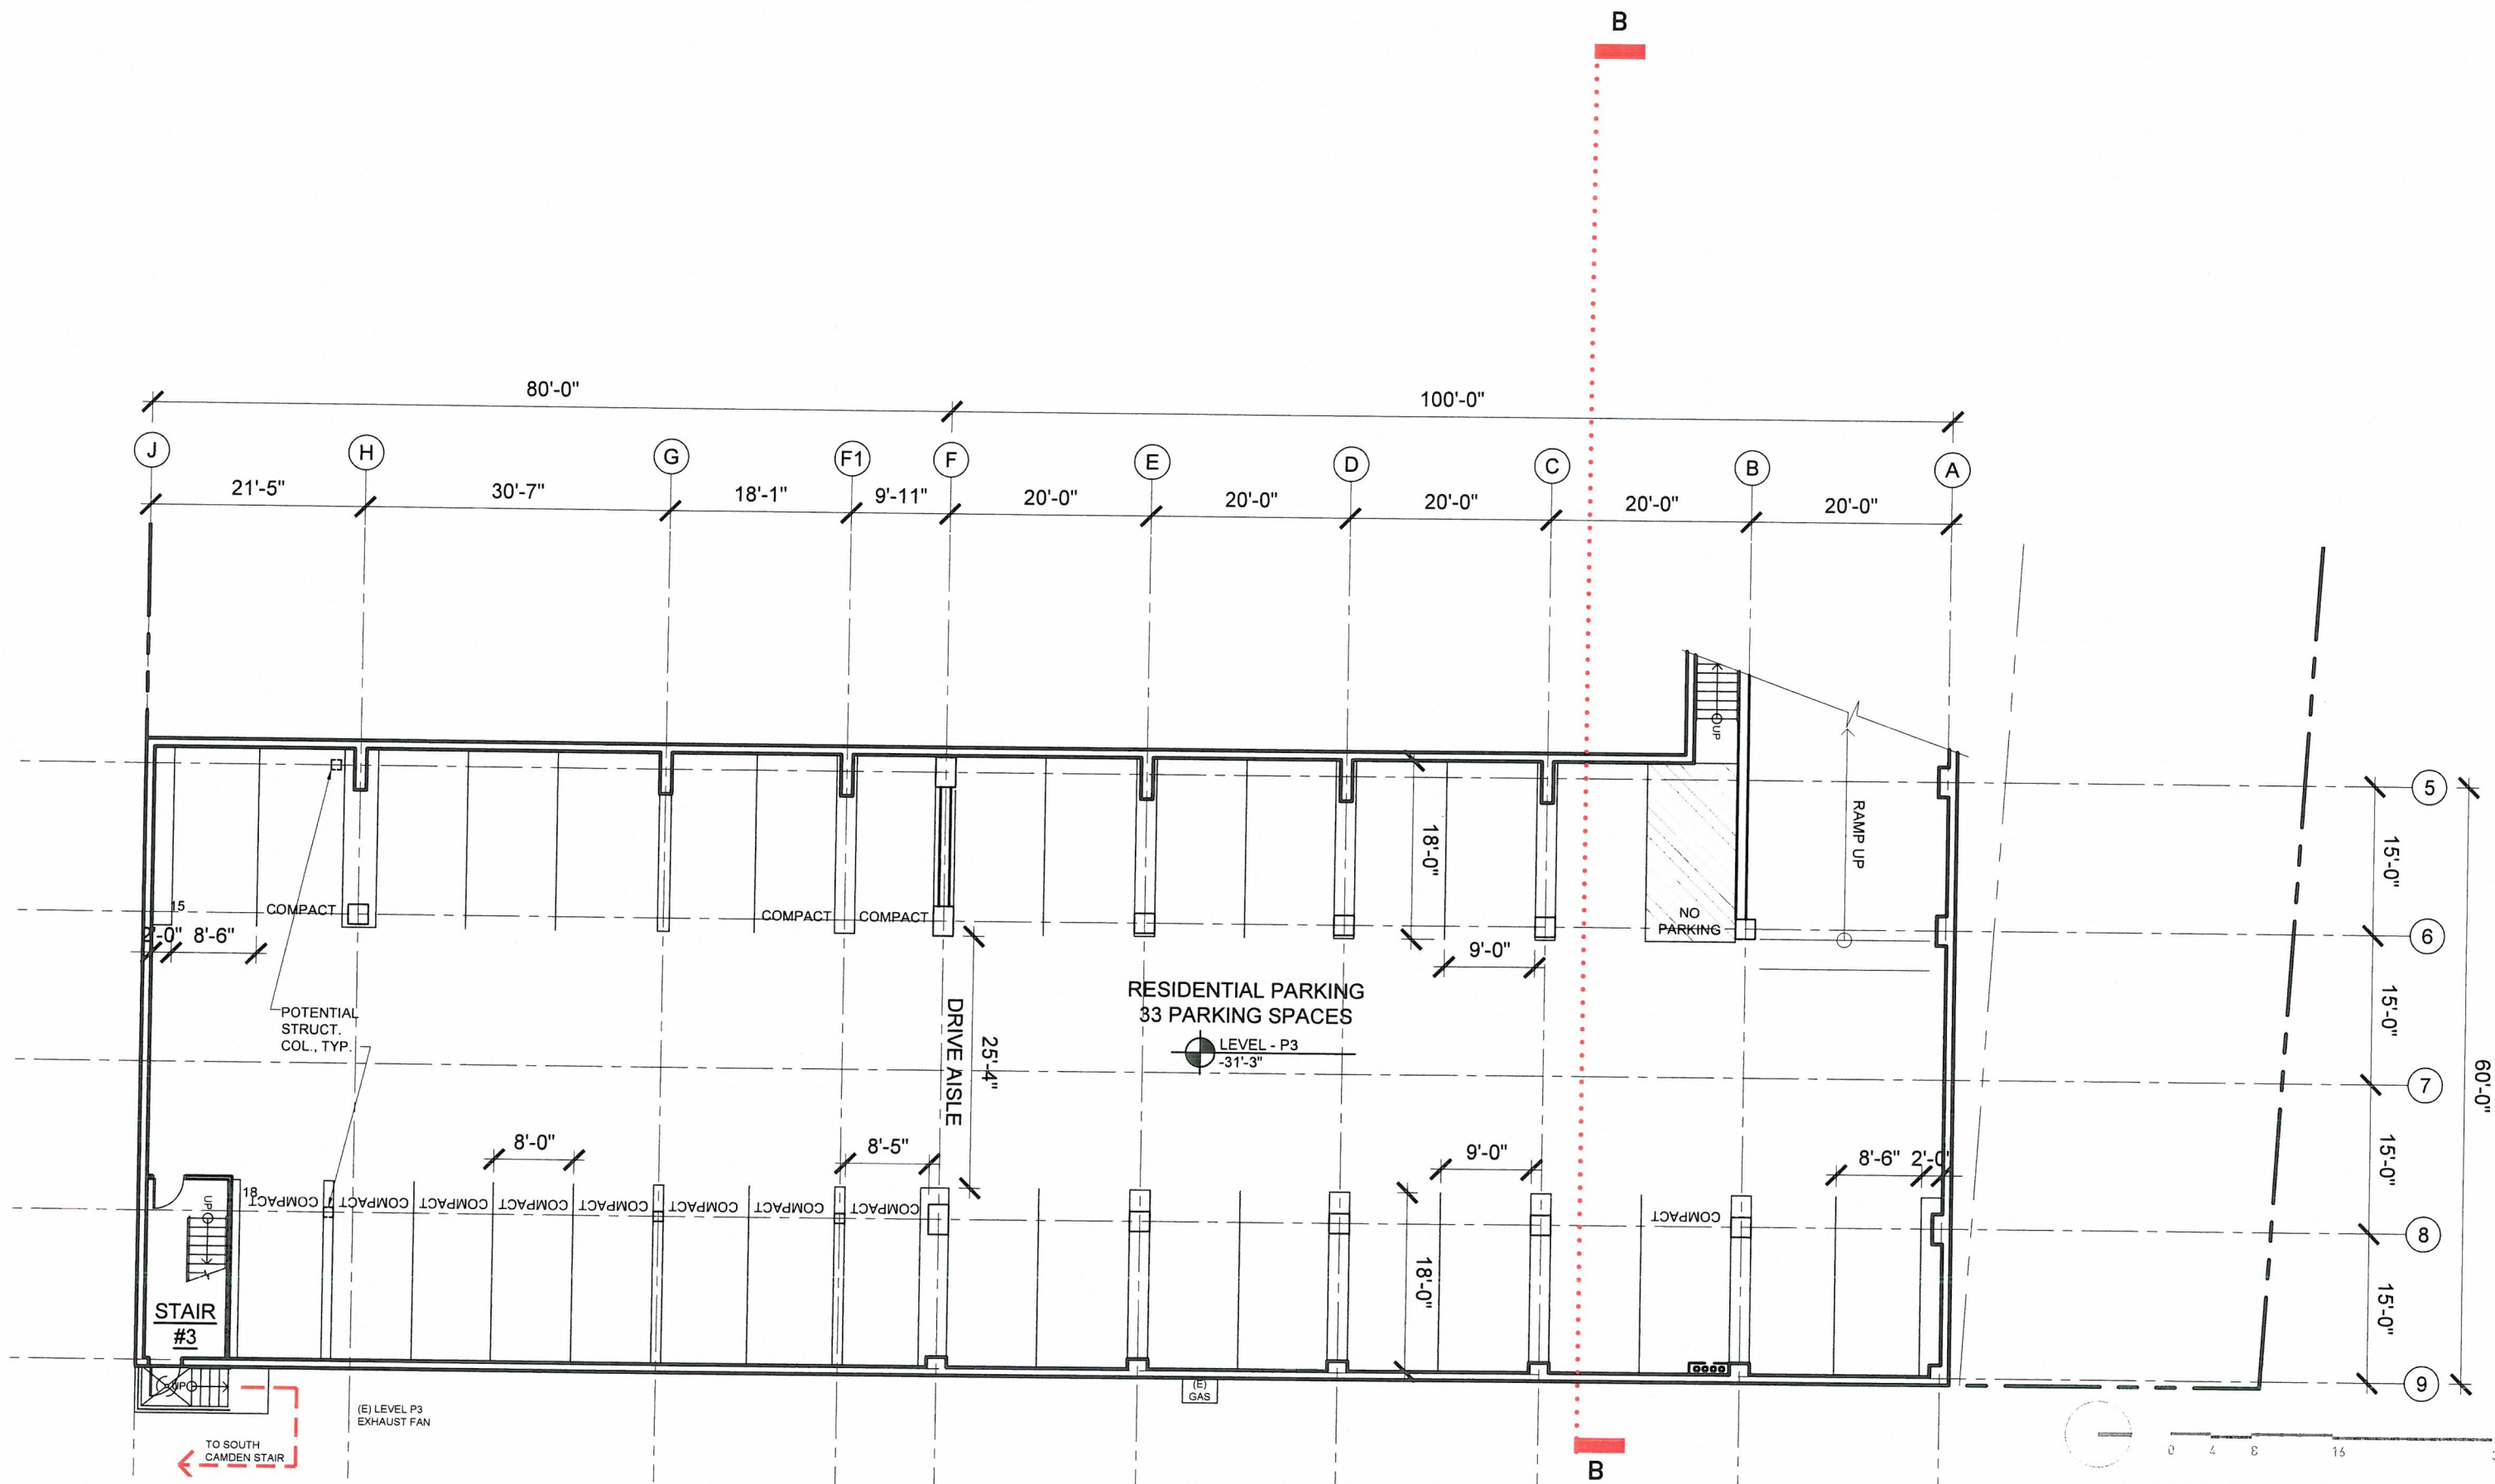 B
80'-0"
100'-0"
J
H
G
F1
F
E
D
C
B
A
21'-5"
30'-7"
18'-1"
9'-11"
20'-0"
20'-0"
20'-0"
20'-0"
20'-0"
UP
RAMP UP
5
15'-0"
18'-0"
15
COMPACT
COMPACT
COMPACT
NO
PARKING
6
2'-0"
8'-6"
9'-0"
RESIDENTIAL PARKING
33 PARKING SPACES
LEVEL - P3
-31'-3"
POTENTIAL
STRUCT.
COL., TYP.
DRIVE AISLE
25'-4"
15'-0"
7
60'-0"
8'-0"
8'-5"
9'-0"
8'-6"
2'-0"
15'-0"
UP
18
COMPACT
COMPACT
COMPACT
COMPACT
COMPACT
COMPACT
COMPACT
COMPACT
COMPACT
8
18'-0"
15'-0"
STAIR
#3
UP
(E)
GAS
9
(E) LEVEL P3
EXHAUST FAN
TO SOUTH
CAMDEN STAIR
B
0 4 8 16